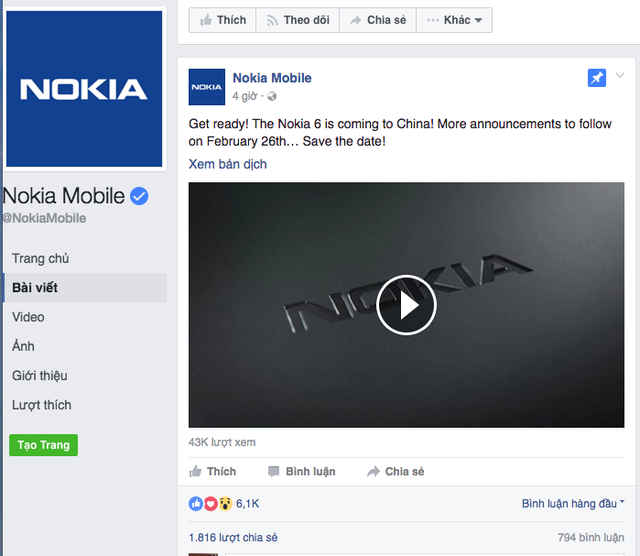 NOKIA
Nokia Mobile
@NokiaMobile
Trang chủ
Bài viết
Video
Ảnh
Giới thiệu
Lượt thích
Tạo Trang
Thích
Theo dõi
Chia sẻ
Khác
NOKIA
Nokia Mobile
4 giờ ·
Get ready! The Nokia 6 is coming to China! More announcements to follow
on February 26th… Save the date!
Xem bản dịch
NOKIA
43K lượt xem
Thích
Bình luận
Chia sẻ
6,1K
Bình luận hàng đầu
1.816 lượt chia sẻ
794 bình luận